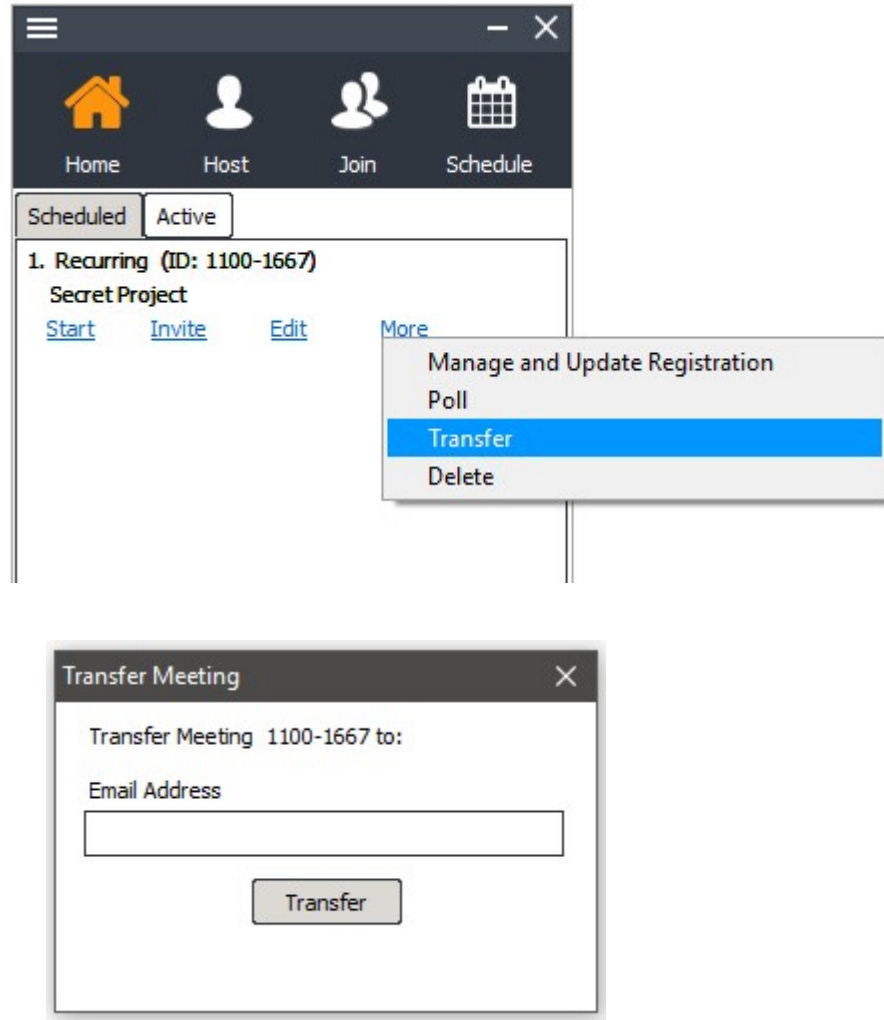 Home Host Join Schedule
Scheduled Active
1. Recurring (ID: 1100-1667)
Secret Project
Start Invite Edit More
Manage and Update Registration
Poll
Transfer
Delete
Transfer Meeting
Transfer Meeting 1100-1667 to:
Email Address
Transfer